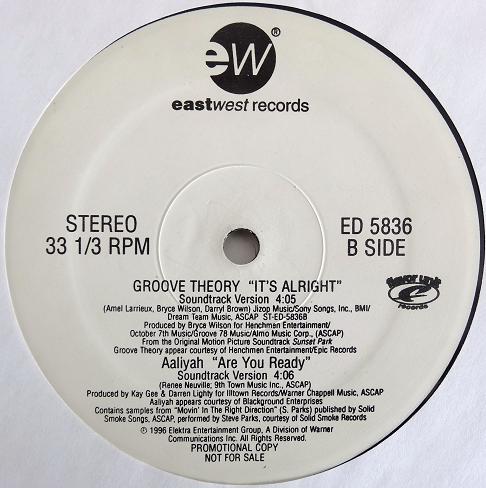 ew®
eastwest records
STEREO
33 1/3 RPM
ED 5836
B SIDE
flavor unit
records
GROOVE THEORY "IT'S ALRIGHT"
Soundtrack Version 4:05
(Amel Larrieux, Bryce Wilson, Darryl Brown) Jizop Music/Sony Songs, Inc., BMI/
Dream Team Music, ASCAP ST-ED-5836B
Produced by Bryce Wilson for Henchmen Entertainment/
October 7th Music/Groove 78 Music/Almo Music Corp., (ASCAP)
From the Original Motion Picture Soundtrack Sunset Park
Groove Theory appear courtesy of Henchmen Entertainment/Epic Records
Aaliyah "Are You Ready"
Soundtrack Version 4:06
(Renee Neuville; 9th Town Music Inc., ASCAP)
Produced by Kay Gee & Darren Lighty for Illtown Records/Warner Chappell Music, ASCAP
Aaliyah appears courtesy of Blackground Enterprises
Contains samples from "Movin' In The Right Direction" (S. Parks) published by Solid
Smoke Songs, ASCAP, performed by Steve Parks, courtesy of Solid Smoke Records
℗ 1996 Elektra Entertainment Group, A Division of Warner
Communications Inc. All Rights Reserved.
PROMOTIONAL COPY
NOT FOR SALE